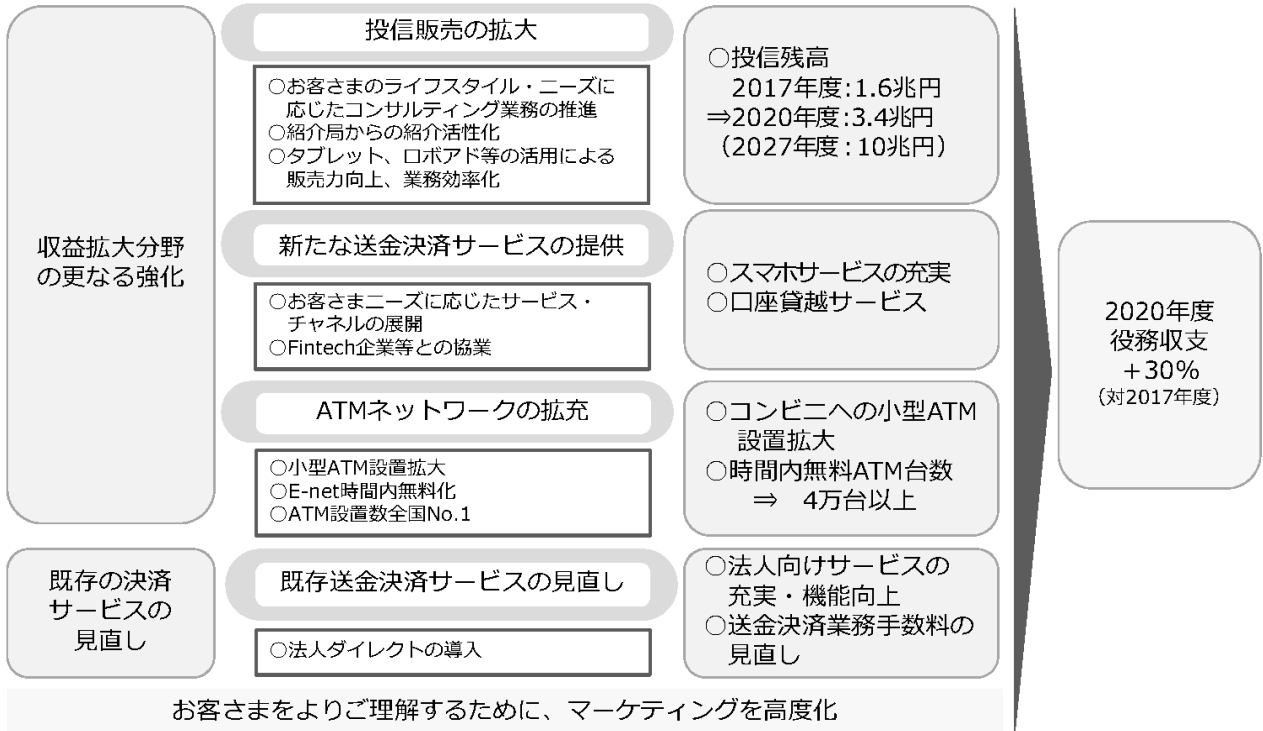 収益拡大分野
の更なる強化
投信販売の拡大
○お客さまのライフスタイル・ニーズに
応じたコンサルティング業務の推進
○紹介局からの紹介活性化
○タブレット、ロボアド等の活用による
販売力向上、業務効率化
○投信残高
2017年度:1.6兆円
⇒2020年度:3.4兆円
（2027年度：10兆円）
新たな送金決済サービスの提供
○お客さまニーズに応じたサービス・
チャネルの展開
○Fintech企業等との協業
○スマホサービスの充実
○口座貸越サービス
ATMネットワークの拡充
○小型ATM設置拡大
○E-net時間内無料化
○ATM設置数全国No.1
○コンビニへの小型ATM
設置拡大
○時間内無料ATM台数
⇒ 4万台以上
既存の決済
サービスの
見直し
既存送金決済サービスの見直し
○法人ダイレクトの導入
○法人向けサービスの
充実・機能向上
○送金決済業務手数料の
見直し
2020年度
役務収支
＋30%
（対2017年度）
お客さまをよりご理解するために、マーケティングを高度化